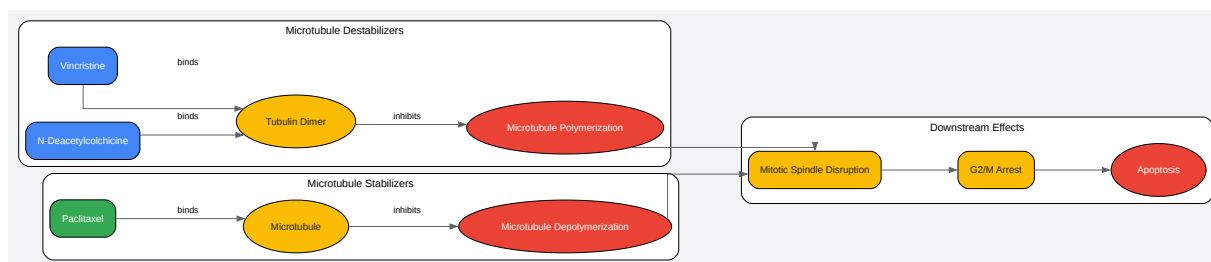 Microtubule Destabilizers
Vincristine
binds
binds
N-Deacetylcolchicine
Tubulin Dimer
inhibits
Microtubule Polymerization
Microtubule Stabilizers
Paclitaxel
binds
Microtubule
inhibits
Microtubule Depolymerization
Downstream Effects
Mitotic Spindle Disruption
G2/M Arrest
Apoptosis